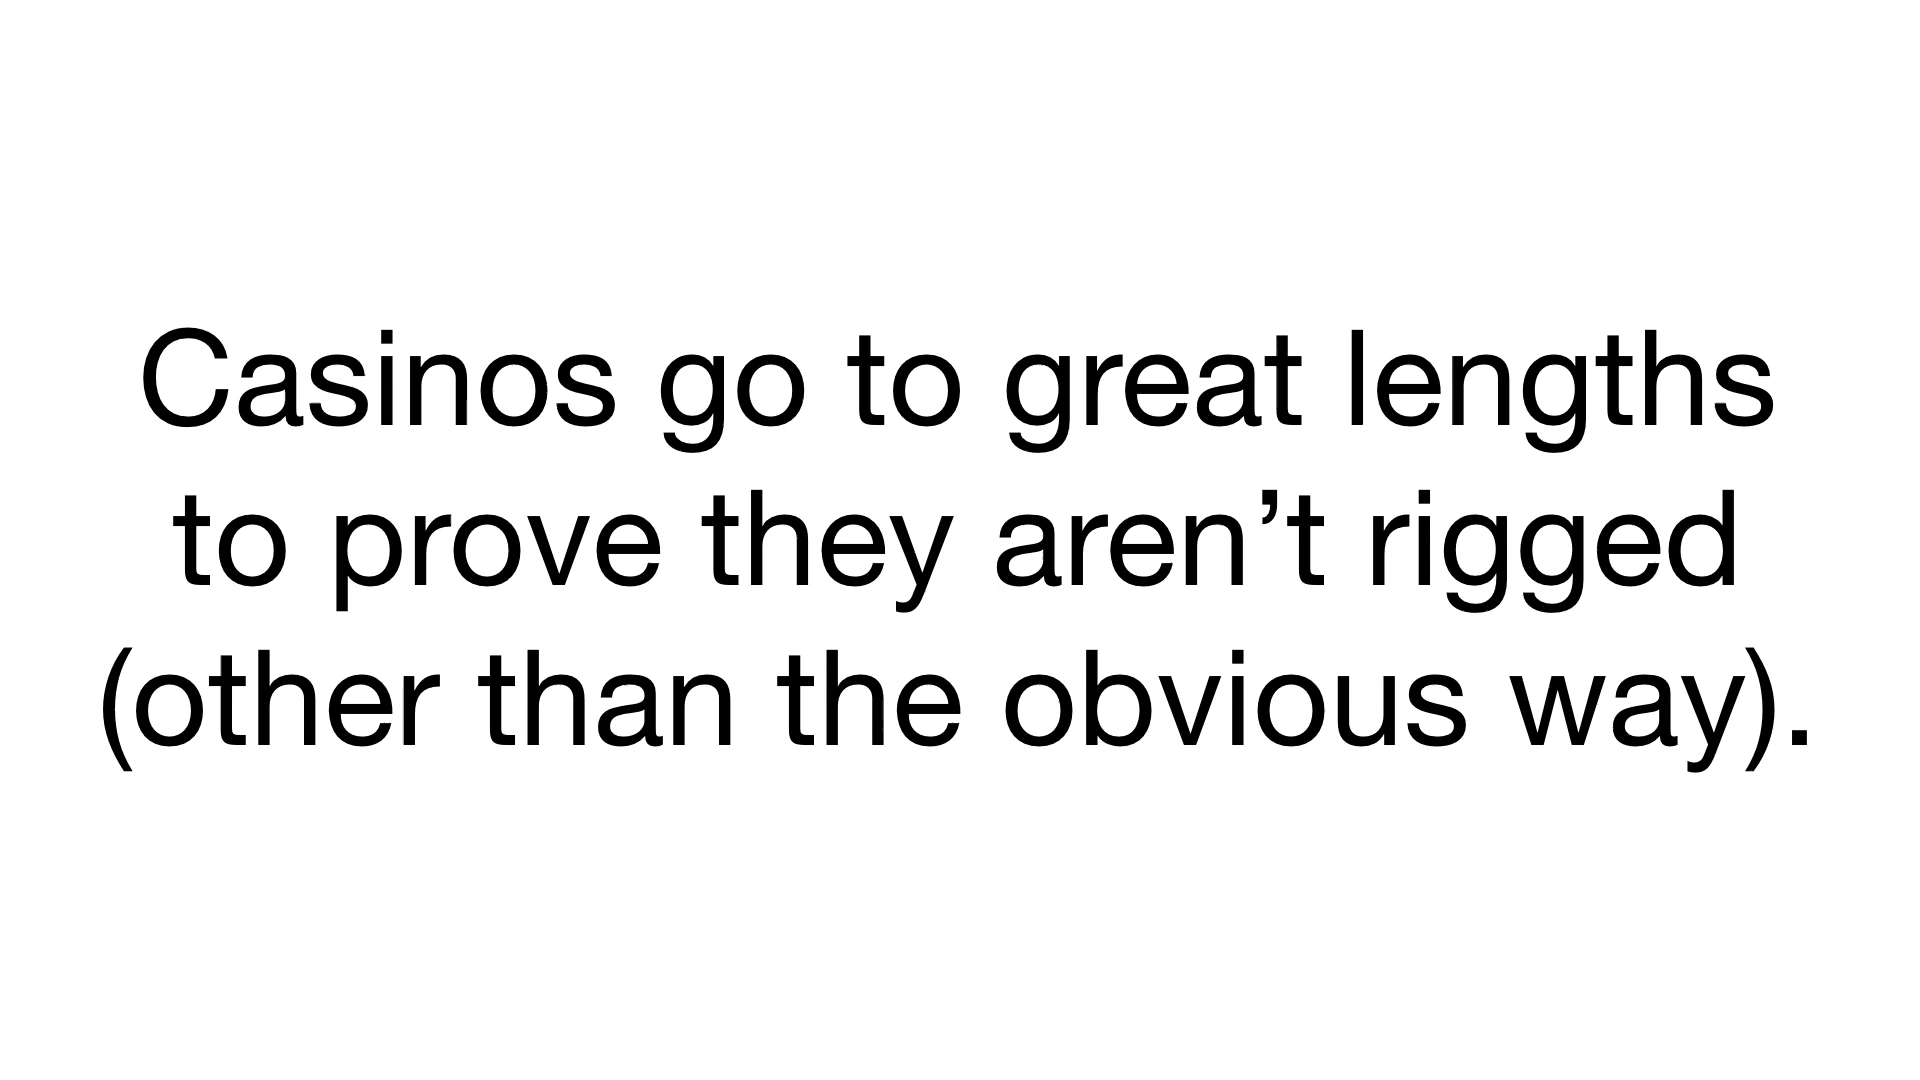 Casinos go to great lengths
to prove they aren’t rigged
(other than the obvious way).